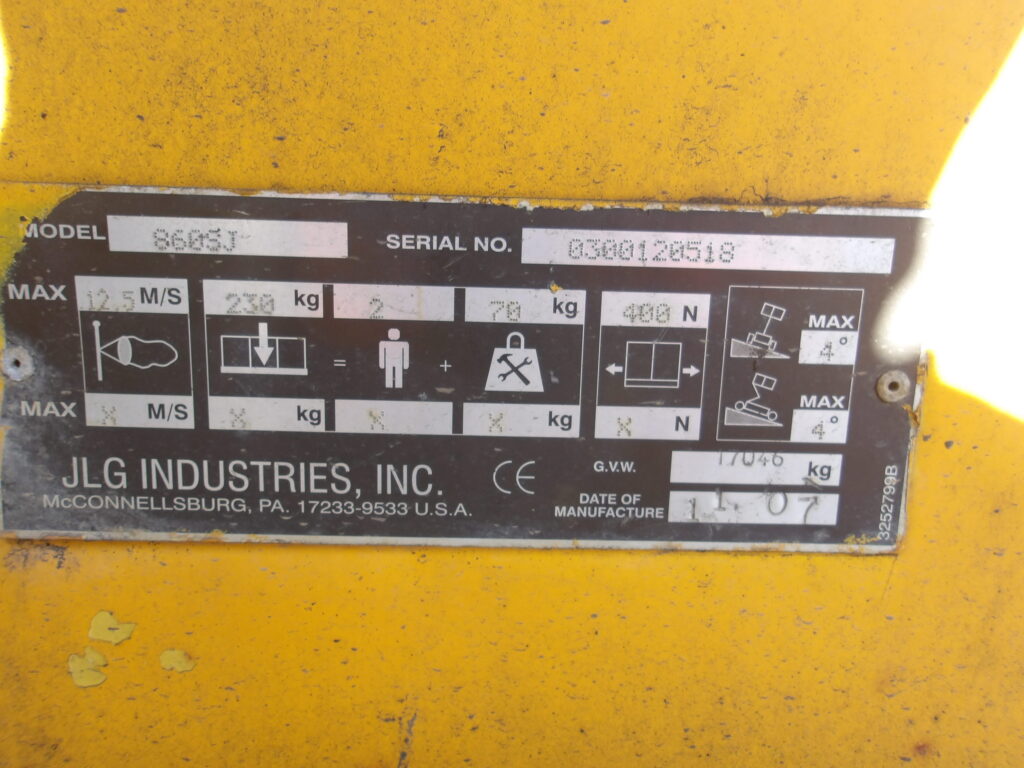 MODEL 860SJ SERIAL NO. 0300120518
MAX 12.5 M/S 230 kg 2 70 kg 400 N
MAX 4°
= +
MAX X M/S X kg X X kg X N
MAX 4°
JLG INDUSTRIES, INC. CE G.V.W. 17046 kg
McCONNELLSBURG, PA. 17233-9533 U.S.A. DATE OF MANUFACTURE 11. 07
3252799B